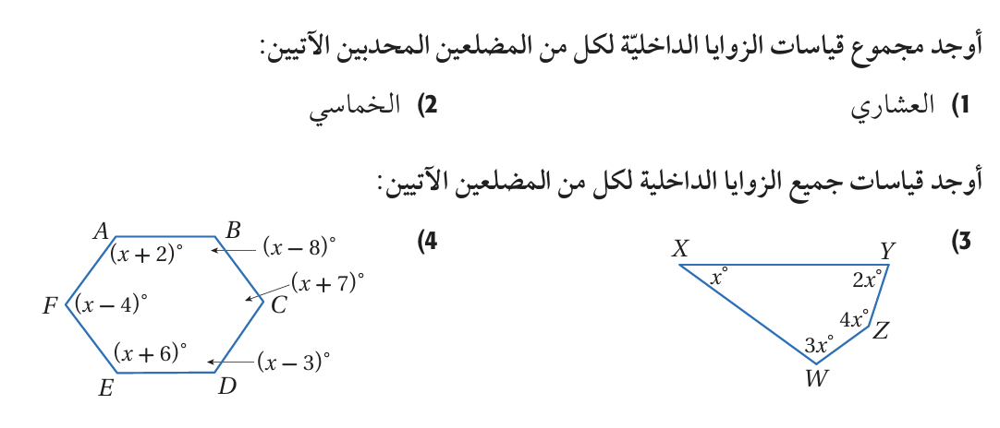 أوجد مجموع قياسات الزوايا الداخليّة لكل من المضلعين المحدبين الآتيين:
(1 العشاري
(2 الخماسي
أوجد قياسات جميع الزوايا الداخلية لكل من المضلعين الآتيين:
(3
X
Y
x°
2x°
4x°
Z
3x°
W
(4
A
B
(x + 2)°
(x − 8)°
(x + 7)°
F
(x − 4)°
C
(x + 6)°
(x − 3)°
E
D